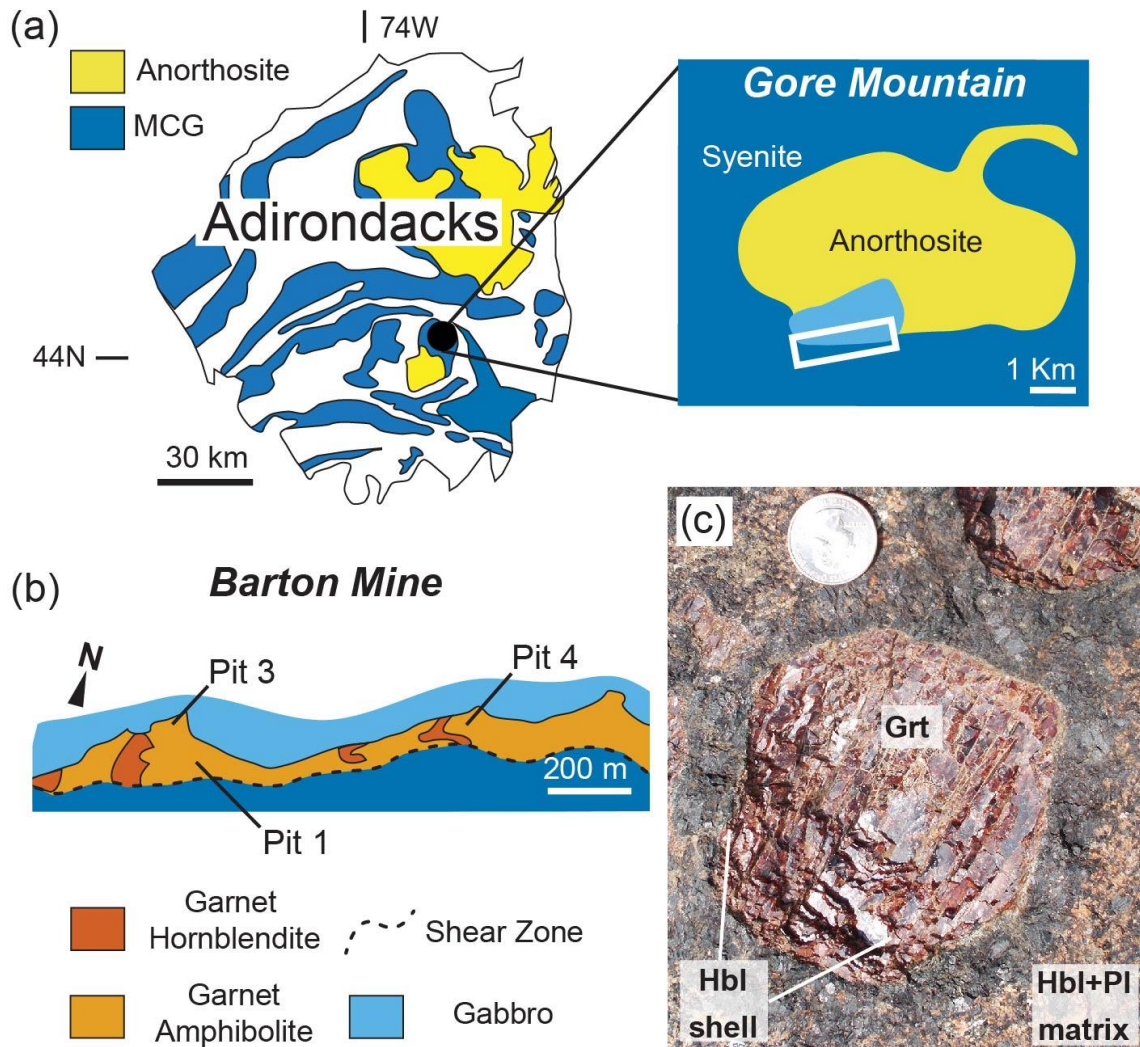 (a)
74W
Anorthosite
MCG
Adirondacks
44N
30 km
Gore Mountain
Syenite
Anorthosite
1 Km
(b)
Barton Mine
N
Pit 3
Pit 4
200 m
Pit 1
Garnet
Hornblendite
Shear Zone
Garnet
Amphibolite
Gabbro
(c)
Grt
Hbl
shell
Hbl+Pl
matrix